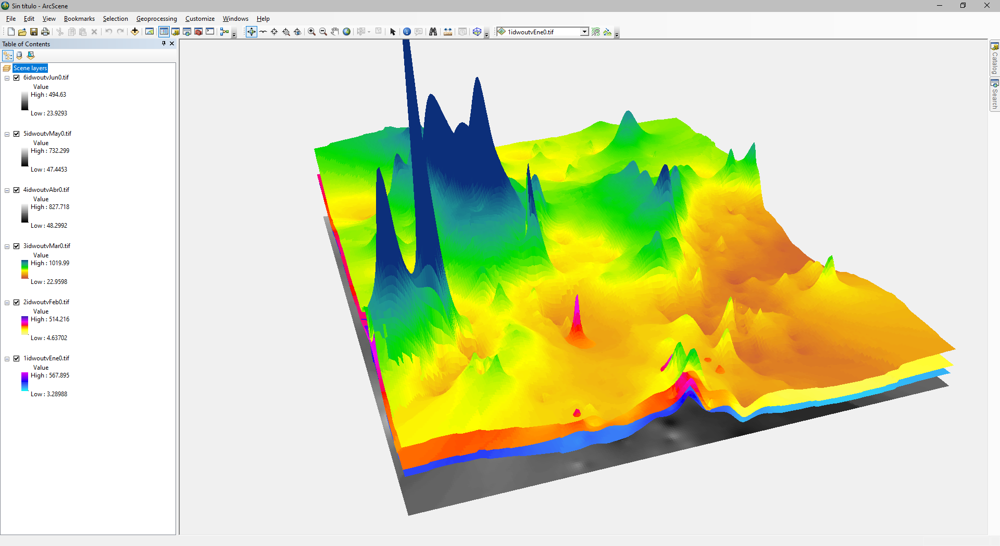 Sin título - ArcScene
File Edit View Bookmarks Selection Geoprocessing Customize Windows Help
1idwoutvEne0.tif
Table of Contents
Scene layers
6idwoutvJun0.tif
Value
High : 494.63
Low : 23.9293
5idwoutvMay0.tif
Value
High : 732.299
Low : 47.4453
4idwoutvAbr0.tif
Value
High : 827.718
Low : 48.2992
3idwoutvMar0.tif
Value
High : 1019.99
Low : 22.9598
2idwoutvFeb0.tif
Value
High : 514.216
Low : 4.63702
1idwoutvEne0.tif
Value
High : 567.895
Low : 3.28988
Catalog
Search